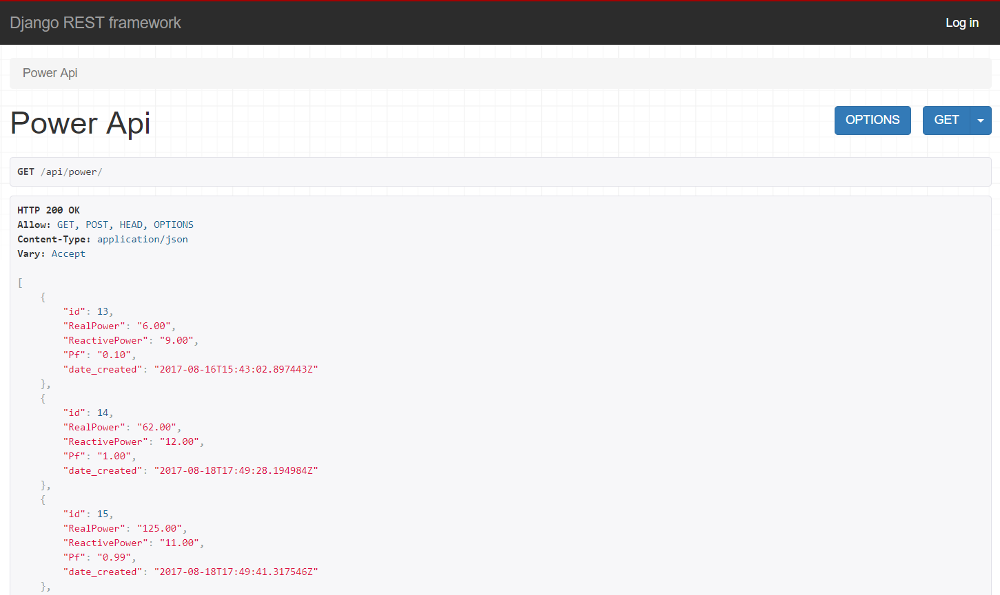 Django REST framework
Log in
Power Api
Power Api
OPTIONS
GET
GET /api/power/
HTTP 200 OK
Allow: GET, POST, HEAD, OPTIONS
Content-Type: application/json
Vary: Accept
[
    {
        "id": 13,
        "RealPower": "6.00",
        "ReactivePower": "9.00",
        "Pf": "0.10",
        "date_created": "2017-08-16T15:43:02.897443Z"
    },
    {
        "id": 14,
        "RealPower": "62.00",
        "ReactivePower": "12.00",
        "Pf": "1.00",
        "date_created": "2017-08-18T17:49:28.194984Z"
    },
    {
        "id": 15,
        "RealPower": "125.00",
        "ReactivePower": "11.00",
        "Pf": "0.99",
        "date_created": "2017-08-18T17:49:41.317546Z"
    },